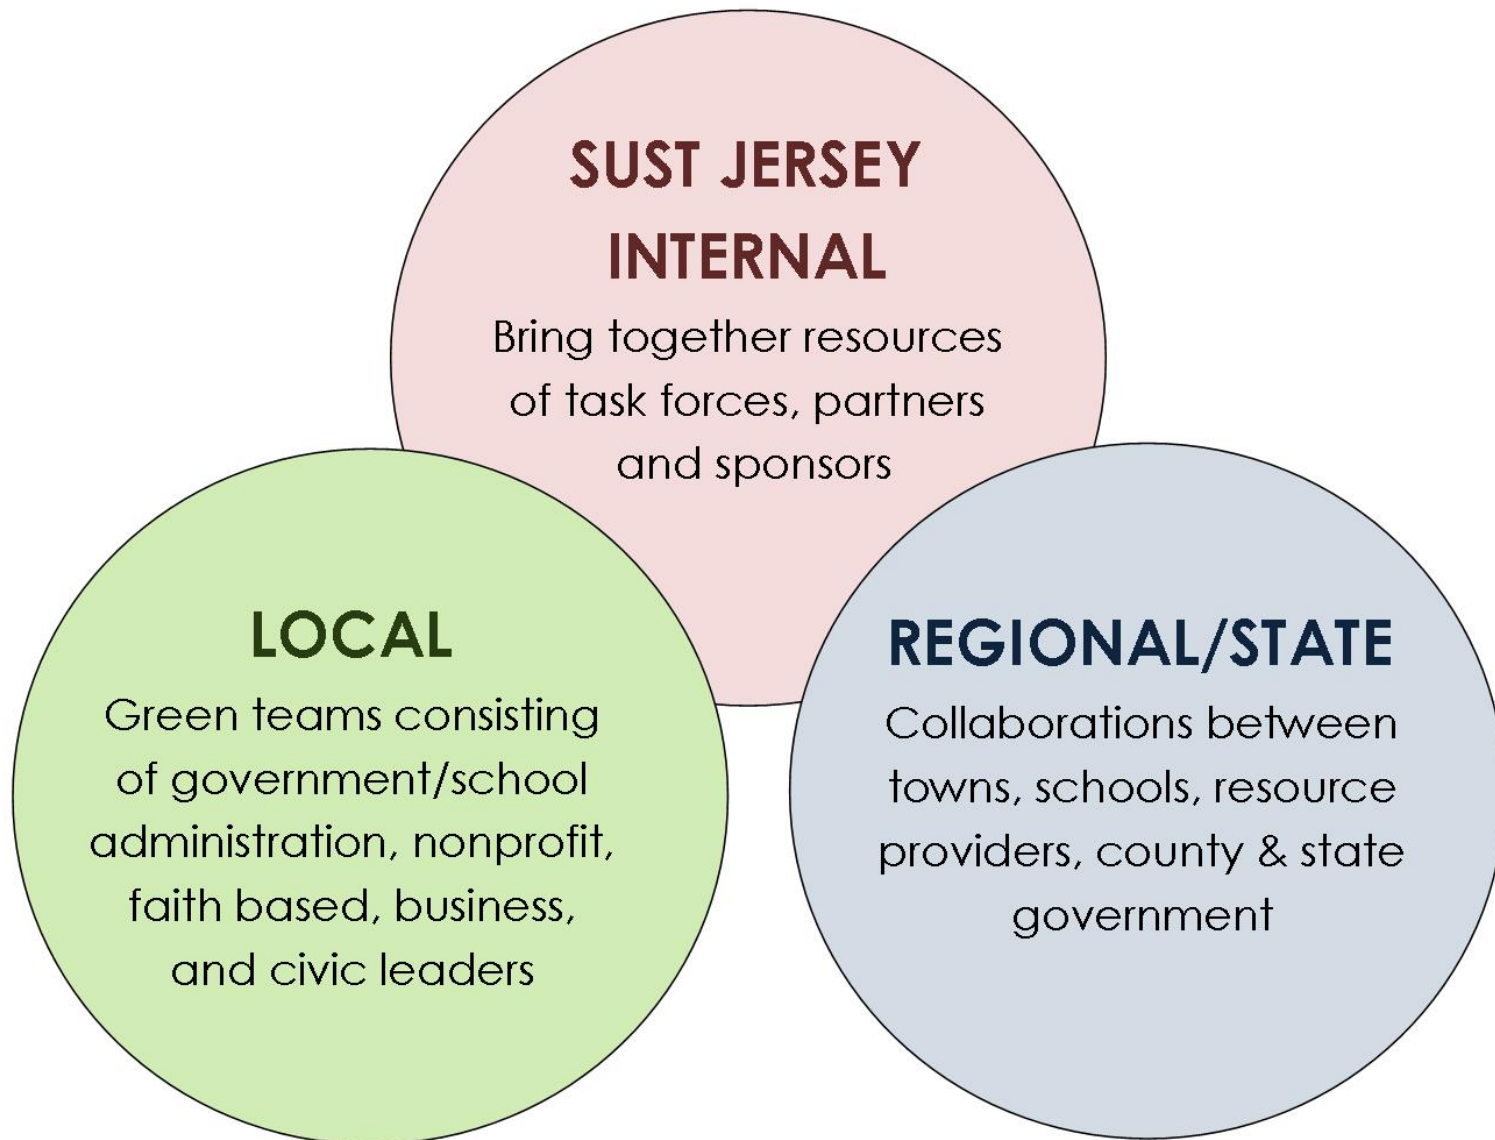 SUST JERSEY
INTERNAL
Bring together resources
of task forces, partners
and sponsors
LOCAL
Green teams consisting
of government/school
administration, nonprofit,
faith based, business,
and civic leaders
REGIONAL/STATE
Collaborations between
towns, schools, resource
providers, county & state
government